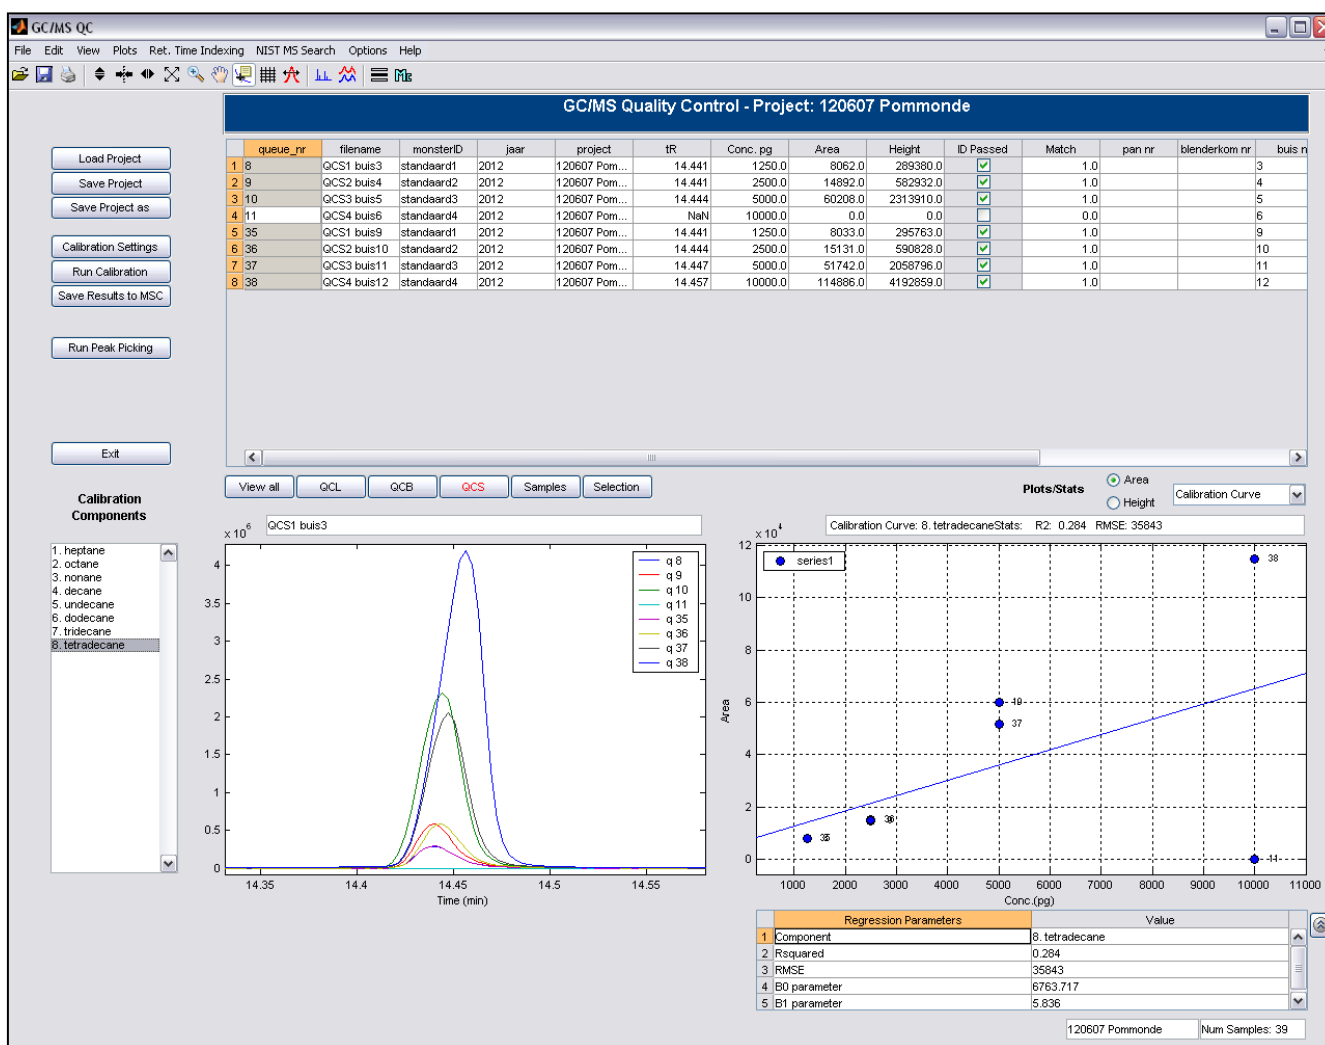 GC/MS QC
File Edit View Plots Ret. Time Indexing NIST MS Search Options Help
GC/MS Quality Control - Project: 120607 Pommonde
Load Project
Save Project
Save Project as
Calibration Settings
Run Calibration
Save Results to MSC
Run Peak Picking
Exit
queue_nr filename monsterID jaar project tR Conc. pg Area Height ID Passed Match pan nr blenderkom nr buis n
1 8 QCS1 buis3 standaard1 2012 120607 Pom... 14.441 1250.0 8062.0 289380.0 1.0 3
2 9 QCS2 buis4 standaard2 2012 120607 Pom... 14.441 2500.0 14892.0 582932.0 1.0 4
3 10 QCS3 buis5 standaard3 2012 120607 Pom... 14.444 5000.0 60208.0 2313910.0 1.0 5
4 11 QCS4 buis6 standaard4 2012 120607 Pom... NaN 10000.0 0.0 0.0 0.0 6
5 35 QCS1 buis9 standaard1 2012 120607 Pom... 14.441 1250.0 8033.0 295763.0 1.0 9
6 36 QCS2 buis10 standaard2 2012 120607 Pom... 14.444 2500.0 15131.0 590828.0 1.0 10
7 37 QCS3 buis11 standaard3 2012 120607 Pom... 14.447 5000.0 51742.0 2058796.0 1.0 11
8 38 QCS4 buis12 standaard4 2012 120607 Pom... 14.457 10000.0 114886.0 4192859.0 1.0 12
View all QCL QCB QCS Samples Selection
Plots/Stats Area Height Calibration Curve
Calibration
Components
1. heptane
2. octane
3. nonane
4. decane
5. undecane
6. dodecane
7. tridecane
8. tetradecane
x 10^6 QCS1 buis3
q 8
q 9
q 10
q 11
q 35
q 36
q 37
q 38
4
3.5
3
2.5
2
1.5
1
0.5
0
14.35 14.4 14.45 14.5 14.55
Time (min)
x 10^4 Calibration Curve: 8. tetradecaneStats: R2: 0.284 RMSE: 35843
series1
12
10
8
6
4
2
0
Area
38
37
11
1000 2000 3000 4000 5000 6000 7000 8000 9000 10000 11000
Conc.(pg)
Regression Parameters Value
1 Component 8. tetradecane
2 Rsquared 0.284
3 RMSE 35843
4 B0 parameter 6763.717
5 B1 parameter 5.836
120607 Pommonde Num Samples: 39